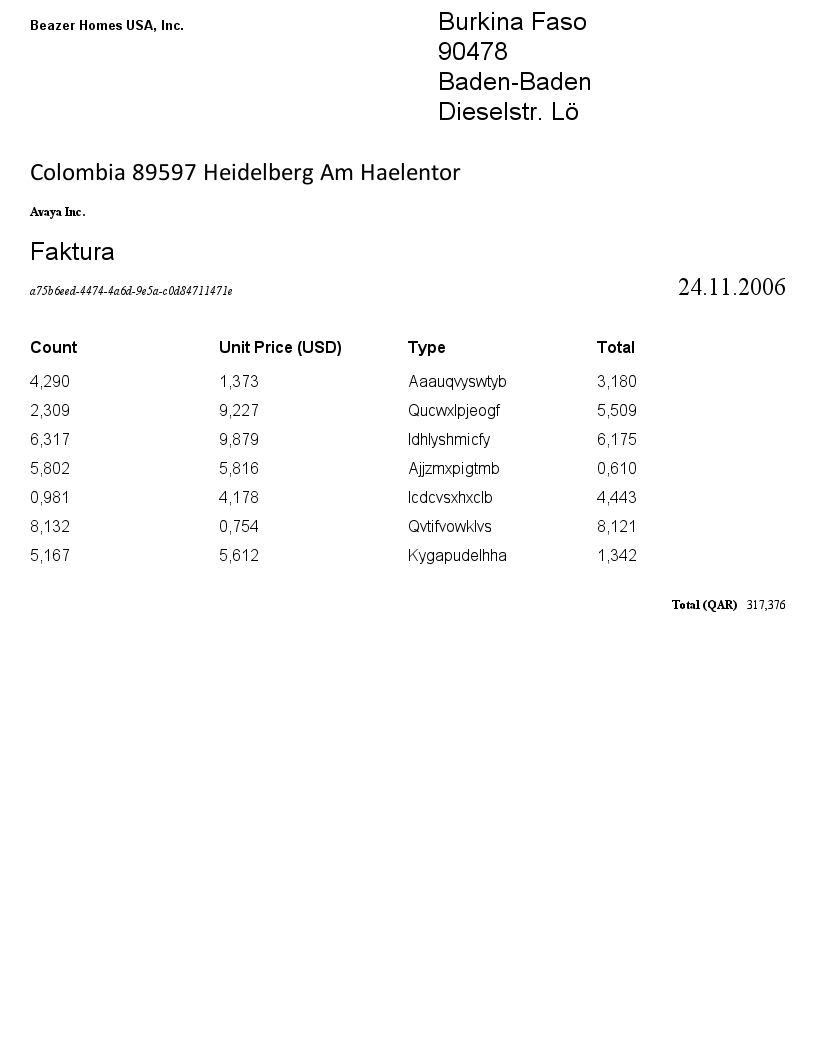 Beazer Homes USA, Inc.
Burkina Faso
90478
Baden-Baden
Dieselstr. Lö
Colombia 89597 Heidelberg Am Haelentor
Avaya Inc.
Faktura
a75b6eed-4474-4a6d-9e5a-c0d84711471e
24.11.2006
Count Unit Price (USD) Type Total
4,290 1,373 Aaauqvyswtyb 3,180
2,309 9,227 Qucwxlpjeogf 5,509
6,317 9,879 Idhlyshmicfy 6,175
5,802 5,816 Ajjzmxpigtmb 0,610
0,981 4,178 Icdcvsxhxclb 4,443
8,132 0,754 Qvtifvowklvs 8,121
5,167 5,612 Kygapudelhha 1,342
Total (QAR) 317,376